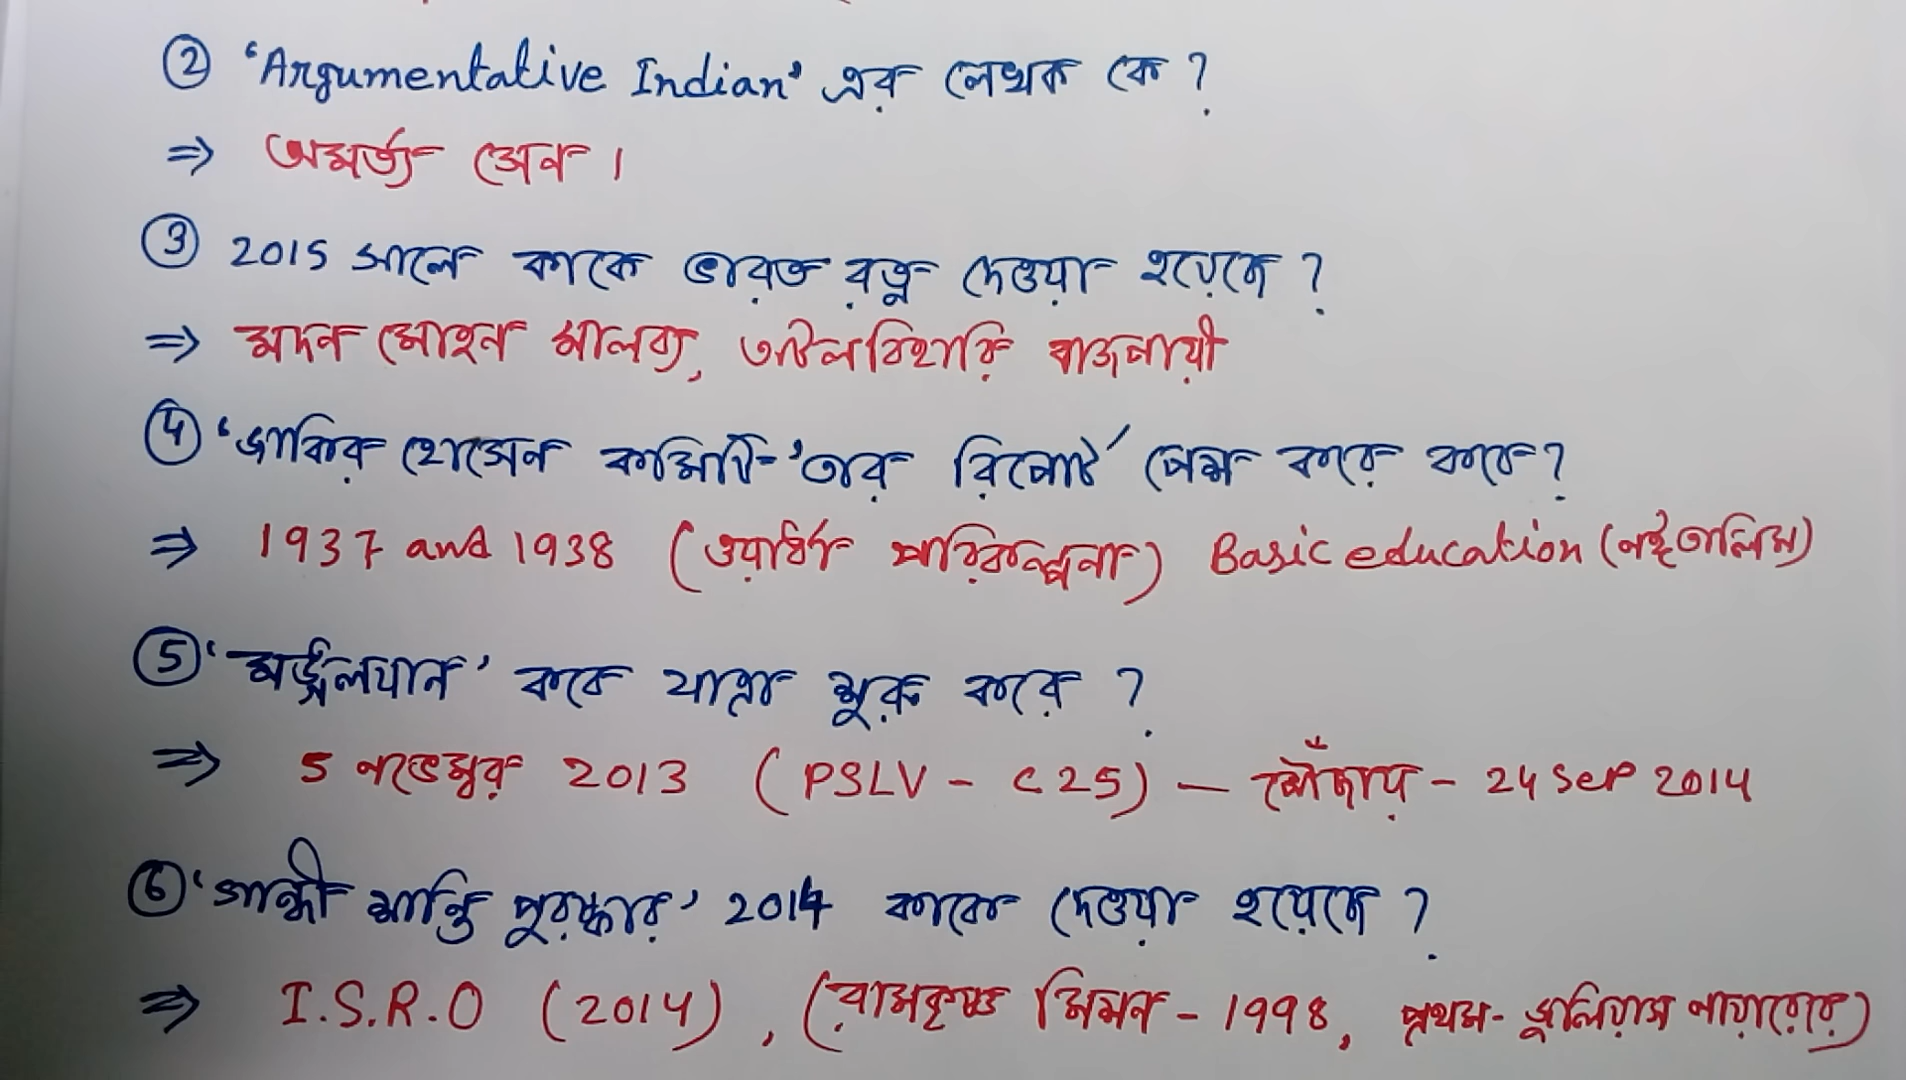 ② 'Argumentative Indian' এর লেখক কে ?
⇒ অমর্ত্য সেন ।
③ 2015 সালে কাকে ভারত রত্ন দেওয়া হয়েছে ?
⇒ মদন মোহন মালব্য, অটলবিহারি বাজপায়ী
④ 'জাকির হোসেন কমিটি' তার রিপোর্ট পেশ করে কবে ?
⇒ 1937 and 1938 (ওয়ার্ধা পরিকল্পনা) Basic education (নইতালিম)
⑤ 'মঙ্গলযান' কবে যাত্রা শুরু করে ?
⇒ 5 নভেম্বর 2013 (PSLV - C25) — পৌঁছায় - 24 Sep 2014
⑥ 'গান্ধী শান্তি পুরস্কার' 2014 কাকে দেওয়া হয়েছে ?
⇒ I.S.R.O (2014), (রামকৃষ্ণ মিশন - 1998, প্রথম- জুলিয়াস নায়ারেরে)